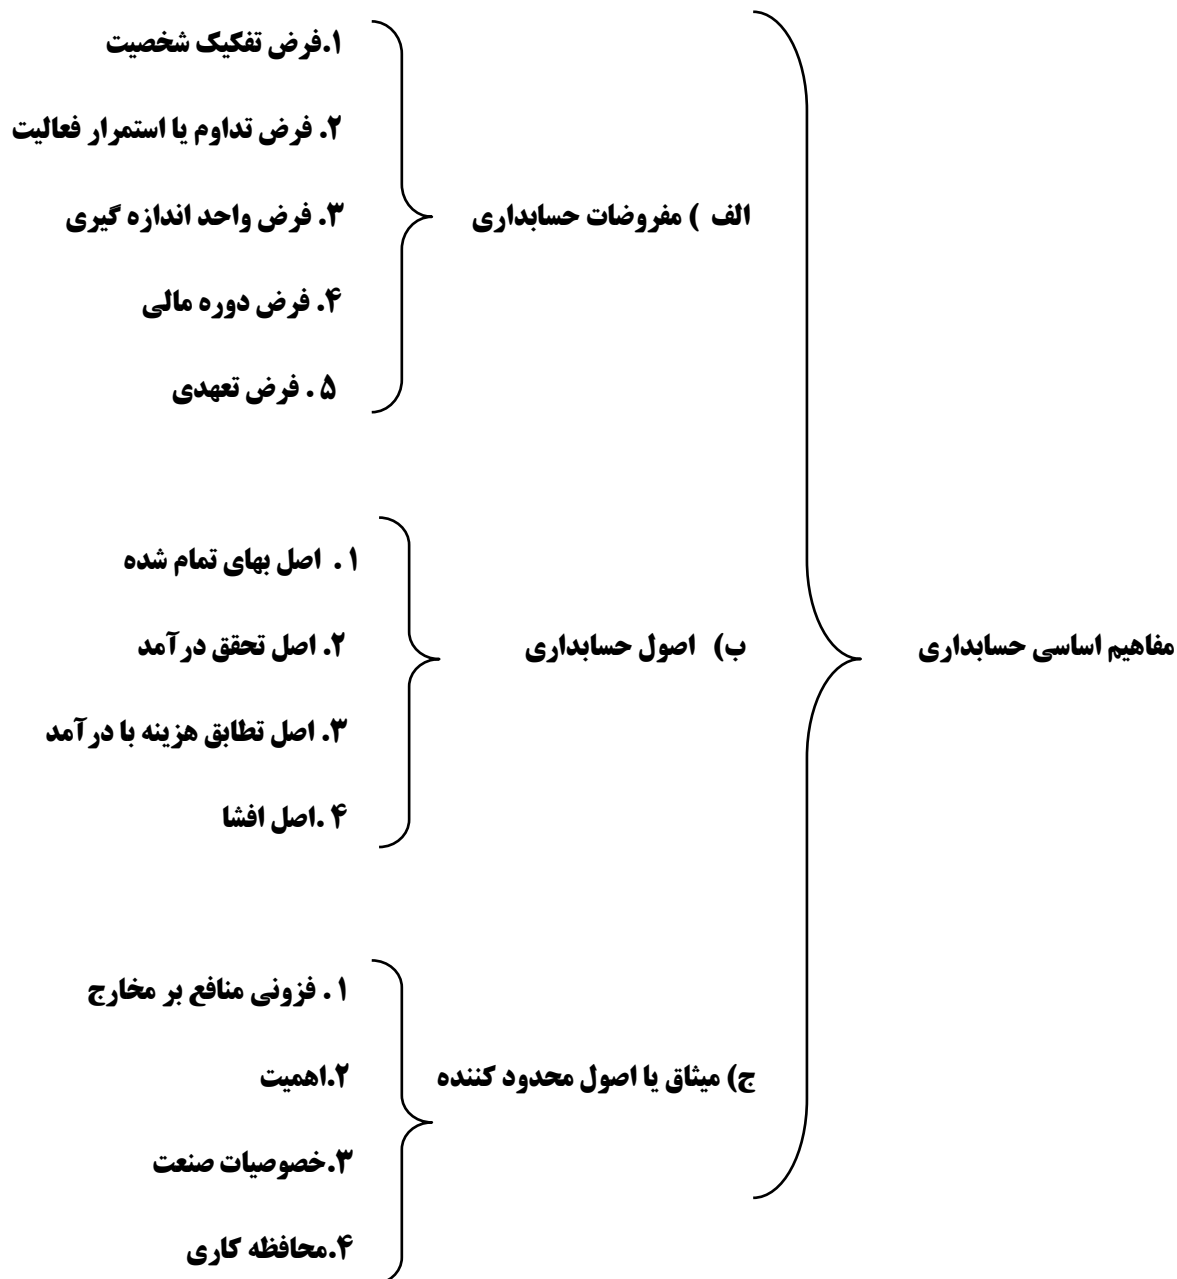 مفاهیم اساسی حسابداری
الف ) مفروضات حسابداری
۱.فرض تفکیک شخصیت
۲. فرض تداوم یا استمرار فعالیت
۳. فرض واحد اندازه گیری
۴. فرض دوره مالی
۵ . فرض تعهدی
ب) اصول حسابداری
۱ . اصل بهای تمام شده
۲. اصل تحقق درآمد
۳. اصل تطابق هزینه با درآمد
۴ .اصل افشا
ج) میثاق یا اصول محدود کننده
۱ . فزونی منافع بر مخارج
۲.اهمیت
۳.خصوصیات صنعت
۴.محافظه کاری